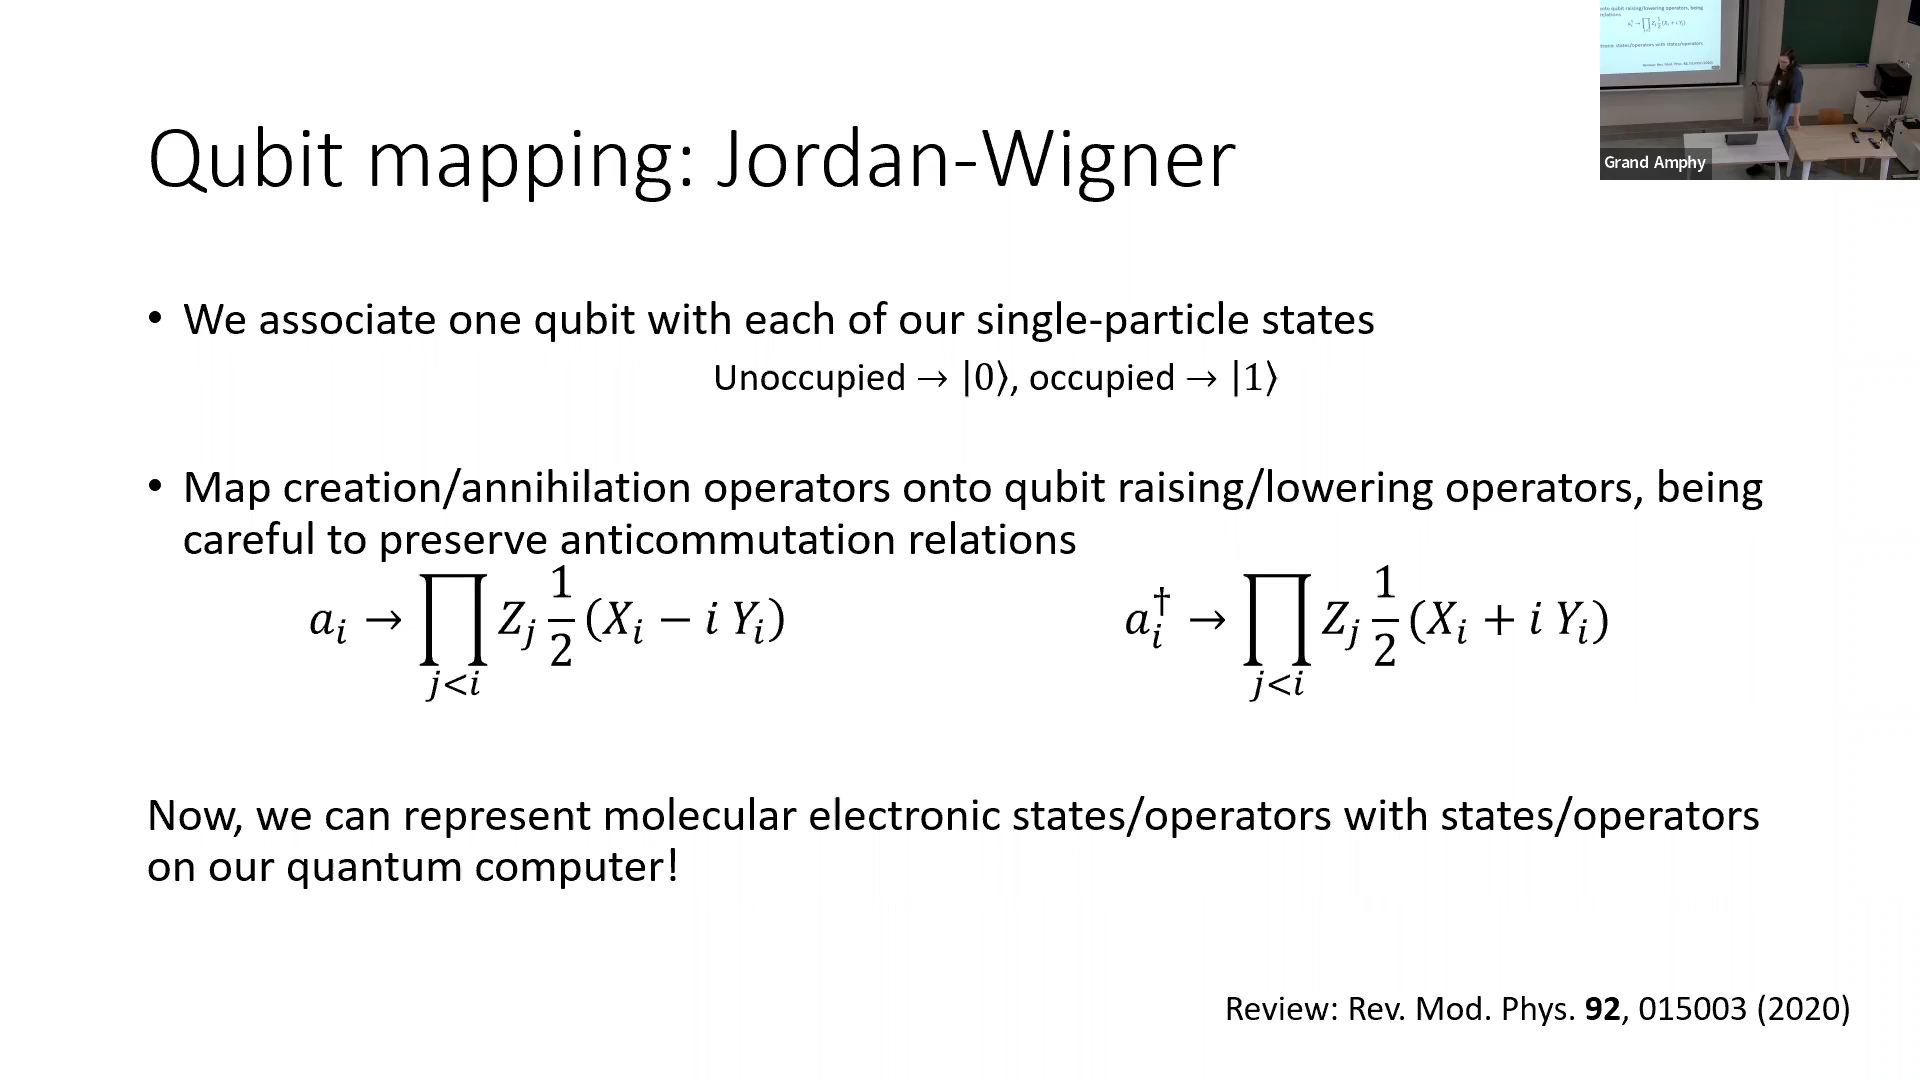 Qubit mapping: Jordan-Wigner
• We associate one qubit with each of our single-particle states
Unoccupied → |0⟩, occupied → |1⟩
• Map creation/annihilation operators onto qubit raising/lowering operators, being
careful to preserve anticommutation relations
a_i → ∏_{j<i} Z_j 1/2 (X_i − i Y_i)
a_i^† → ∏_{j<i} Z_j 1/2 (X_i + i Y_i)
Now, we can represent molecular electronic states/operators with states/operators
on our quantum computer!
Review: Rev. Mod. Phys. 92, 015003 (2020)
Grand Amphy